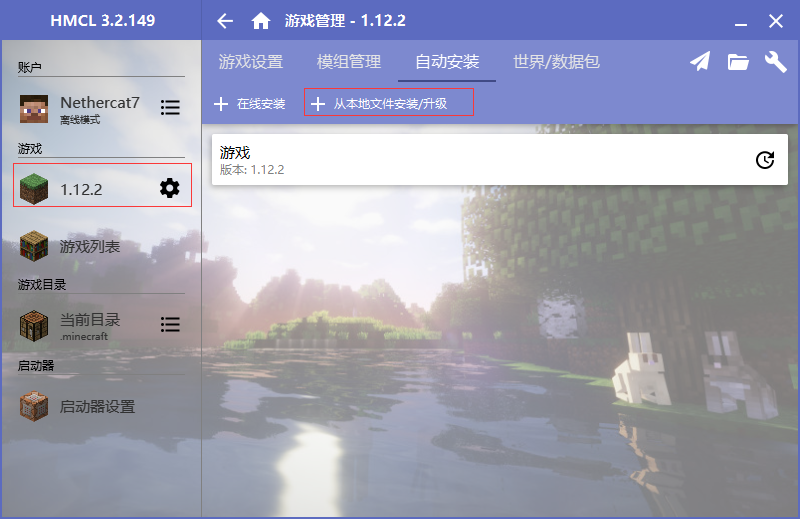 HMCL 3.2.149
游戏管理 - 1.12.2
账户
Nethercat7
离线模式
游戏
1.12.2
游戏列表
游戏目录
当前目录
.minecraft
启动器
启动器设置
游戏设置 模组管理 自动安装 世界/数据包
在线安装 从本地文件安装/升级
游戏
版本: 1.12.2